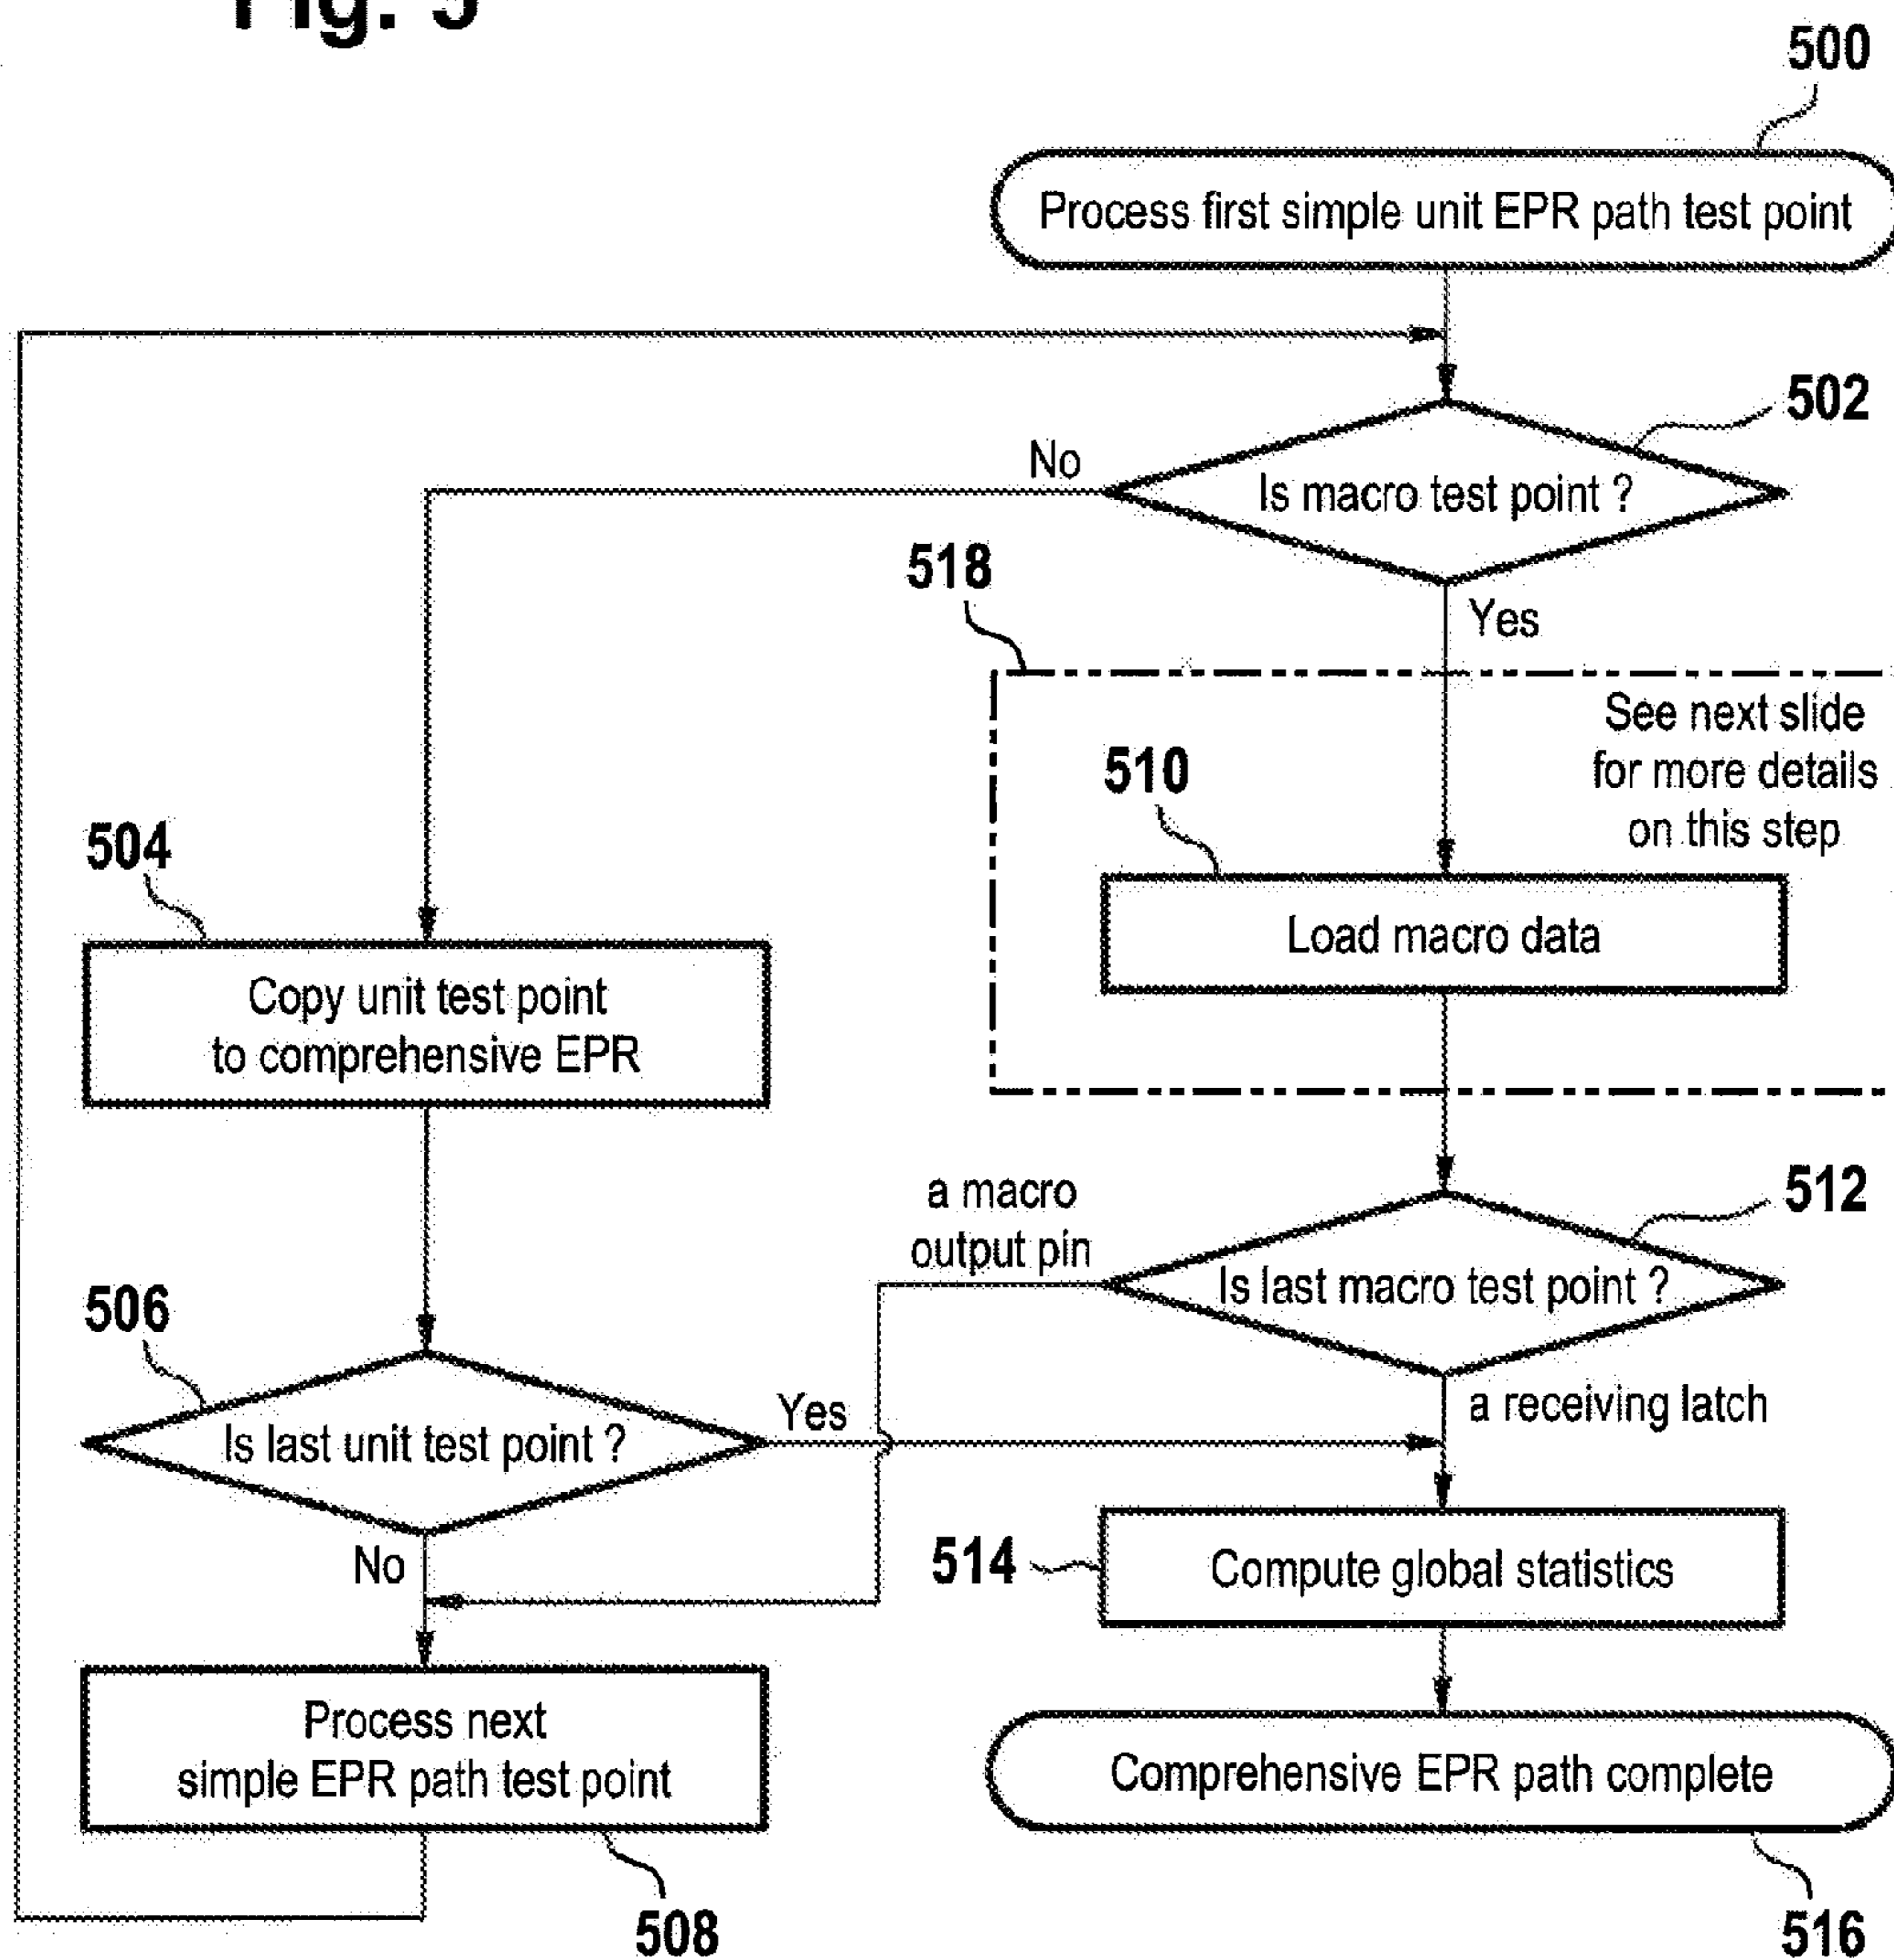 Fig. 5
500
Process first simple unit EPR path test point
502
No
Is macro test point ?
518
Yes
See next slide
for more details
on this step
510
Load macro data
504
Copy unit test point
to comprehensive EPR
a macro
output pin
512
Is last macro test point ?
506
Yes
a receiving latch
Is last unit test point ?
No
514
Compute global statistics
Process next
simple EPR path test point
Comprehensive EPR path complete
508
516